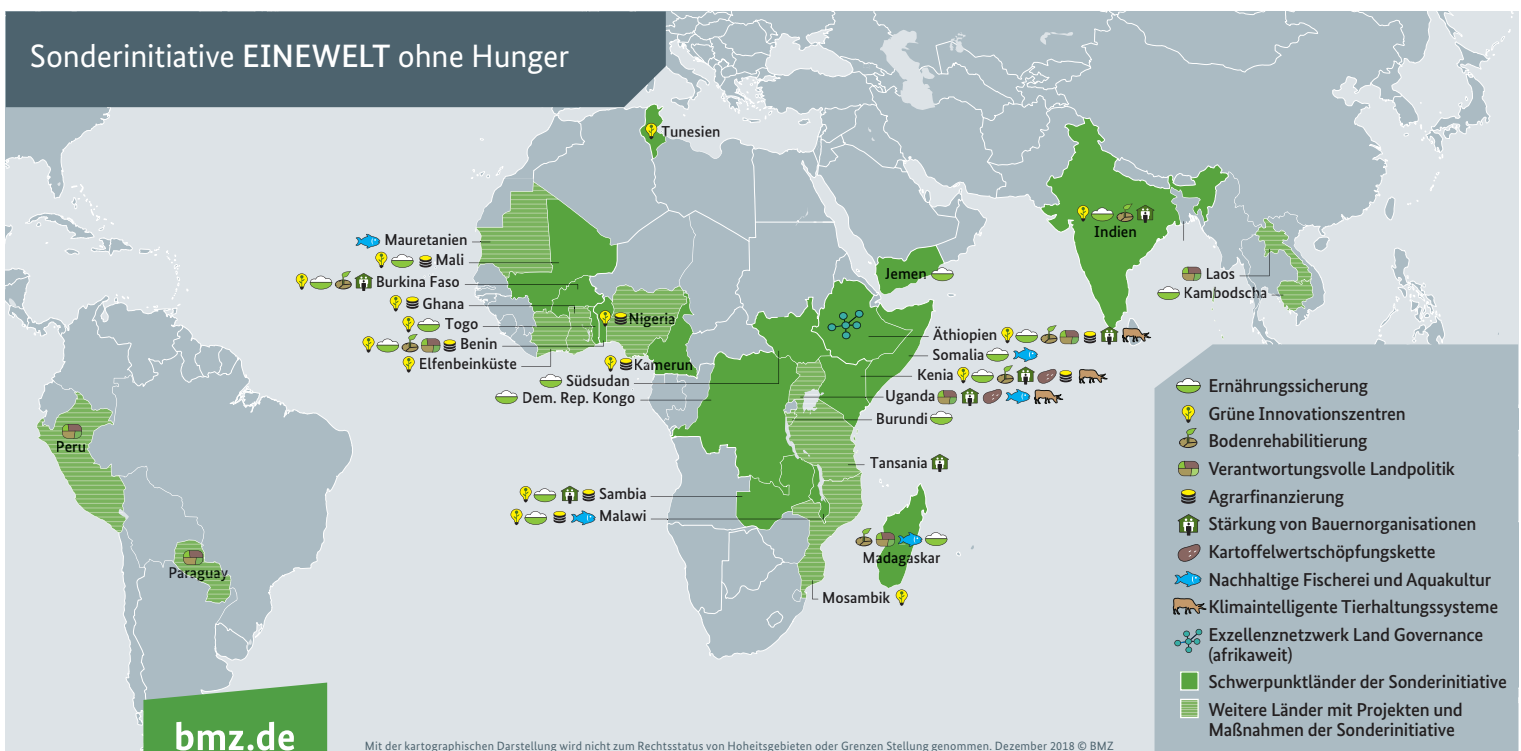 Sonderinitiative EINEWELT ohne Hunger
Tunesien
Mauretanien
Mali
Burkina Faso
Ghana
Togo
Benin
Elfenbeinküste
Nigeria
Kamerun
Südsudan
Dem. Rep. Kongo
Sambia
Malawi
Jemen
Äthiopien
Somalia
Kenia
Uganda
Burundi
Tansania
Madagaskar
Mosambik
Indien
Laos
Kambodscha
Peru
Paraguay
Ernährungssicherung
Grüne Innovationszentren
Bodenrehabilitierung
Verantwortungsvolle Landpolitik
Agrarfinanzierung
Stärkung von Bauernorganisationen
Kartoffelwertschöpfungskette
Nachhaltige Fischerei und Aquakultur
Klimaintelligente Tierhaltungssysteme
Exzellenznetzwerk Land Governance
(afrikaweit)
Schwerpunktländer der Sonderinitiative
Weitere Länder mit Projekten und
Maßnahmen der Sonderinitiative
bmz.de
Mit der kartographischen Darstellung wird nicht zum Rechtsstatus von Hoheitsgebieten oder Grenzen Stellung genommen. Dezember 2018 © BMZ